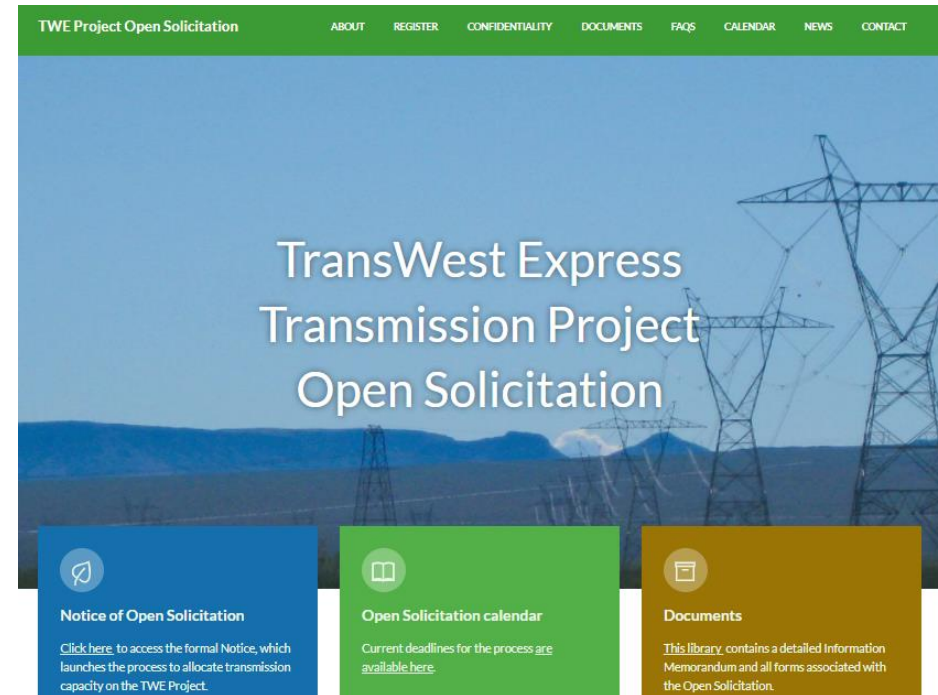 TWE Project Open Solicitation
ABOUT REGISTER CONFIDENTIALITY DOCUMENTS FAQS CALENDAR NEWS CONTACT
TransWest Express
Transmission Project
Open Solicitation
Notice of Open Solicitation
Click here to access the formal Notice, which
launches the process to allocate transmission
capacity on the TWE Project.
Open Solicitation calendar
Current deadlines for the process are
available here.
Documents
This library contains a detailed Information
Memorandum and all forms associated with
the Open Solicitation.